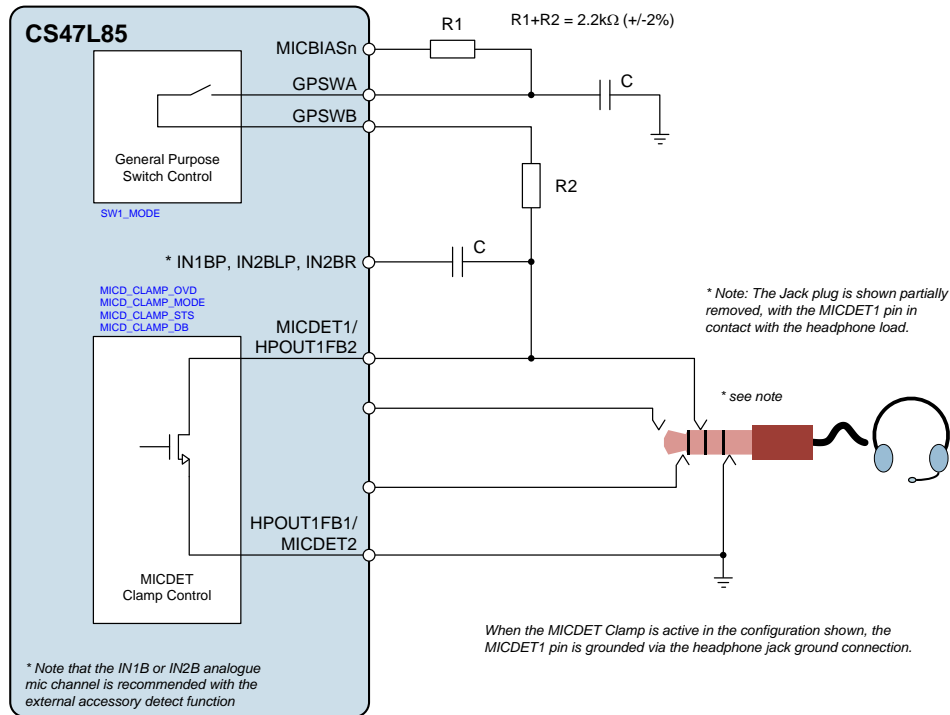 CS47L85
R1
R1+R2 = 2.2kΩ (+/-2%)
MICBIASn
GPSWA
C
GPSWB
General Purpose
Switch Control
R2
SW1_MODE
* IN1BP, IN2BLP, IN2BR
C
MICD_CLAMP_OVD
MICD_CLAMP_MODE
MICD_CLAMP_STS
MICD_CLAMP_DB
* Note: The Jack plug is shown partially
removed, with the MICDET1 pin in
contact with the headphone load.
MICDET1/
HPOUT1FB2
* see note
HPOUT1FB1/
MICDET2
MICDET
Clamp Control
When the MICDET Clamp is active in the configuration shown, the
MICDET1 pin is grounded via the headphone jack ground connection.
* Note that the IN1B or IN2B analogue
mic channel is recommended with the
external accessory detect function